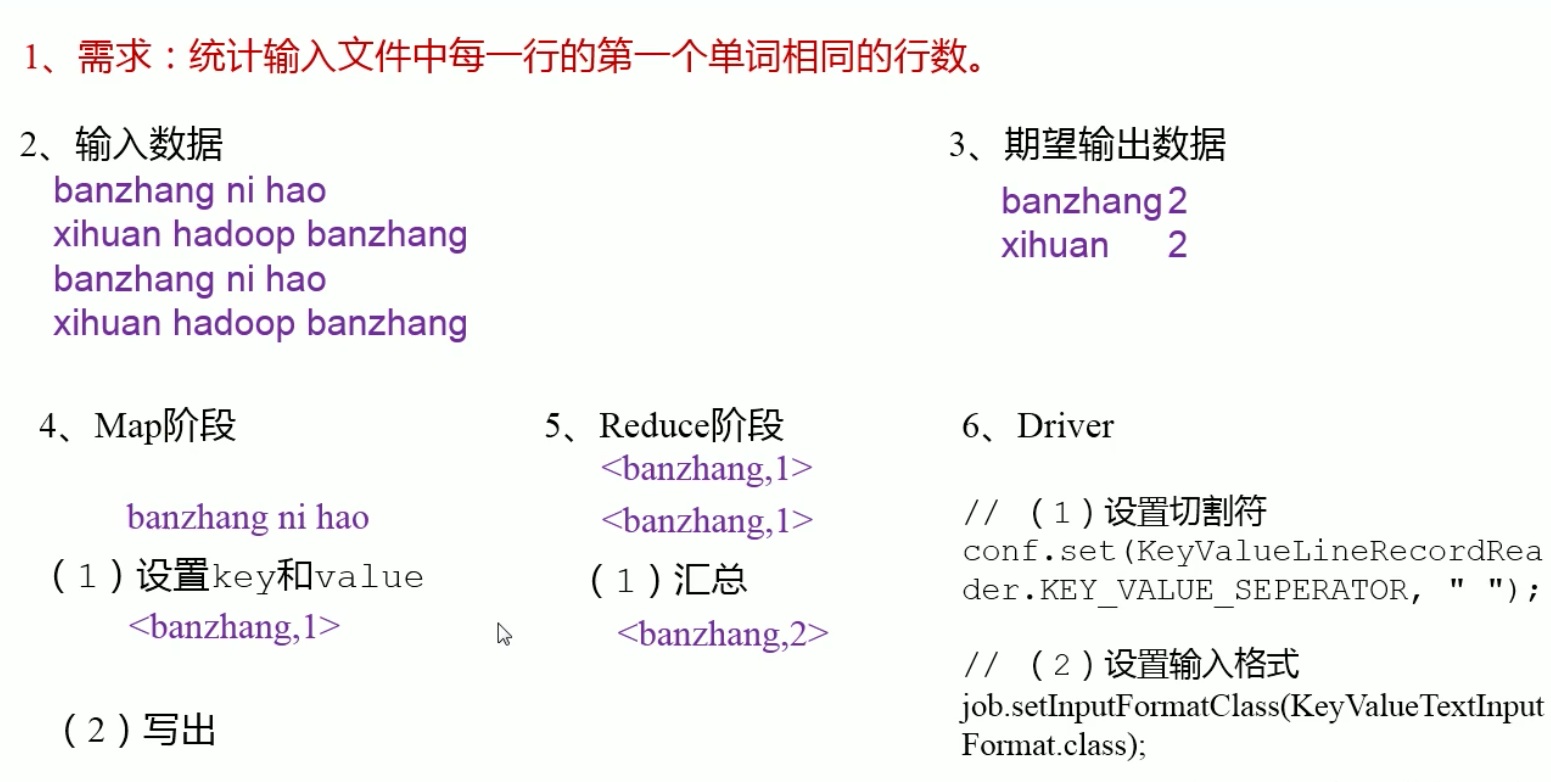 1、需求：统计输入文件中每一行的第一个单词相同的行数。
2、输入数据
banzhang ni hao
xihuan hadoop banzhang
banzhang ni hao
xihuan hadoop banzhang
3、期望输出数据
banzhang 2
xihuan 2
4、Map阶段
banzhang ni hao
（1）设置key和value
<banzhang,1>
（2）写出
5、Reduce阶段
<banzhang,1>
<banzhang,1>
（1）汇总
<banzhang,2>
6、Driver
// （1）设置切割符
conf.set(KeyValueLineRecordRea
der.KEY_VALUE_SEPERATOR, " ");
// （2）设置输入格式
job.setInputFormatClass(KeyValueTextInput
Format.class);